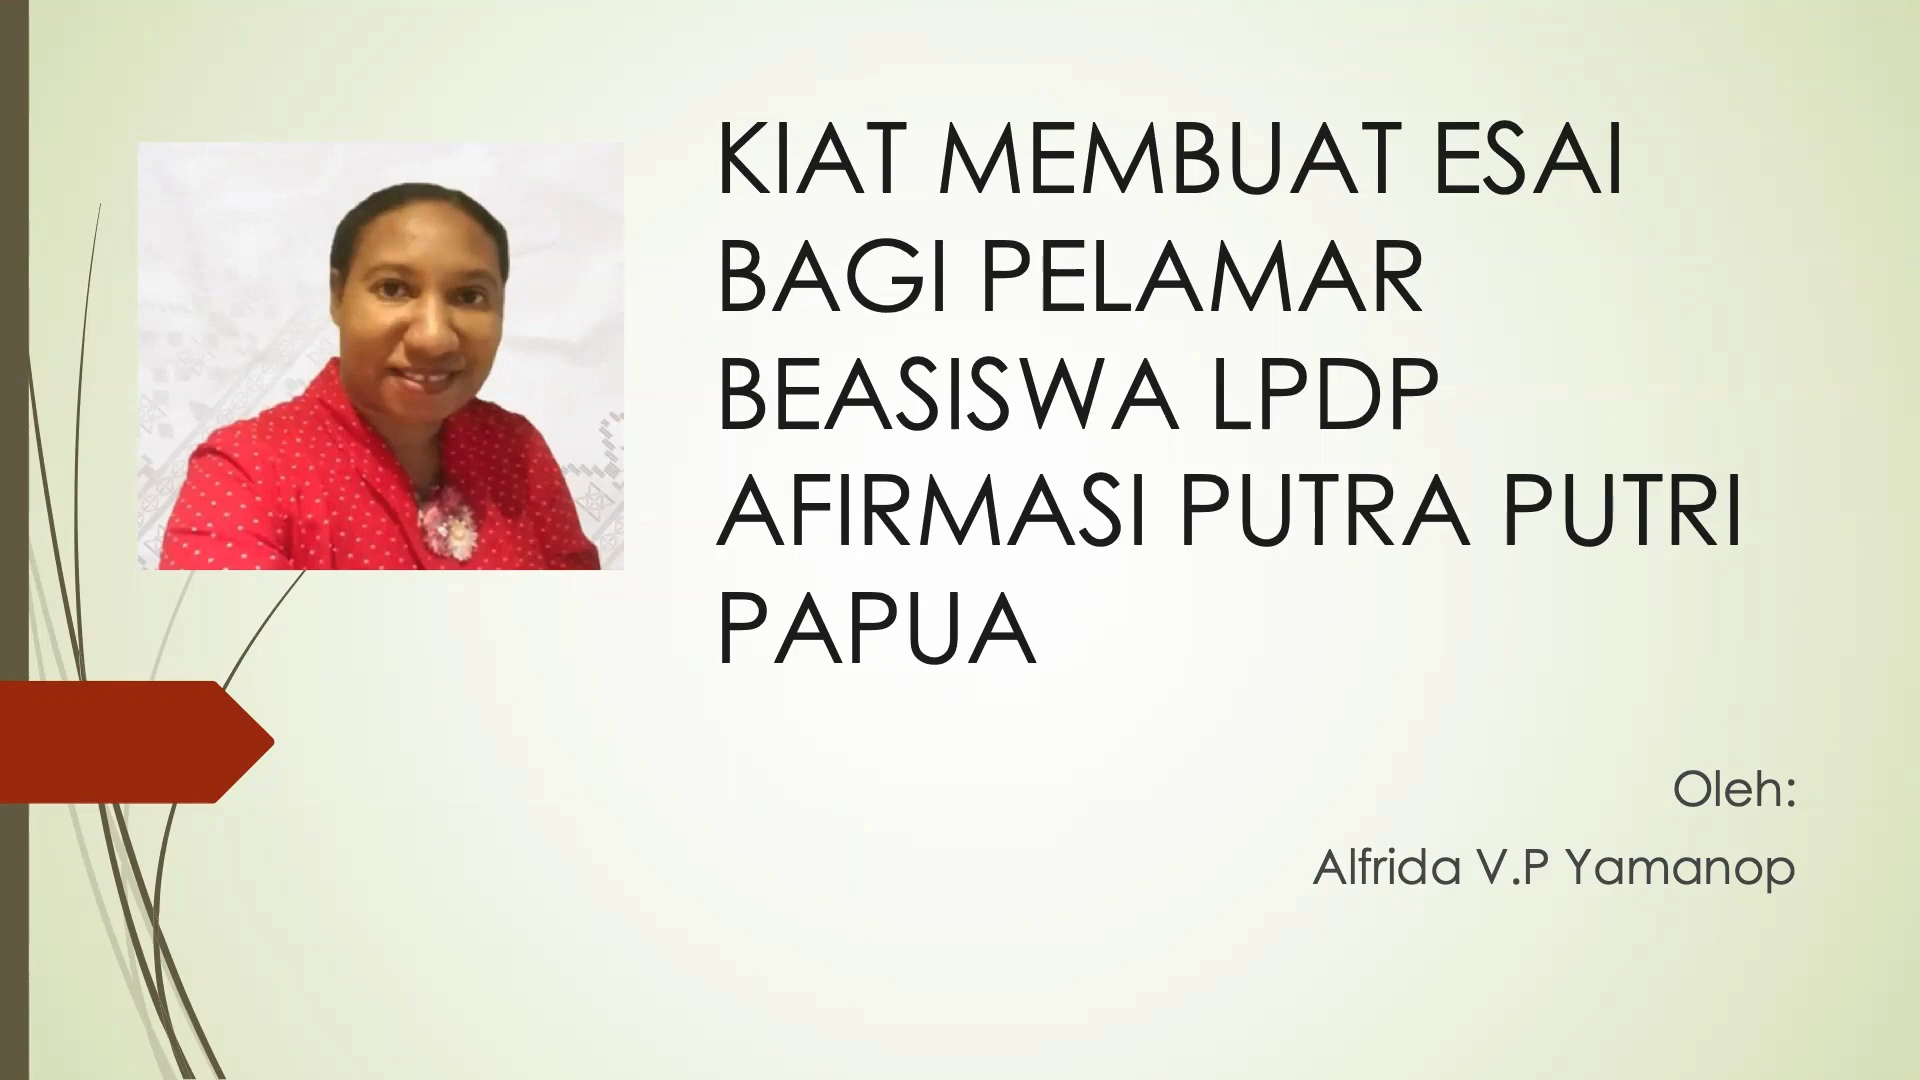 KIAT MEMBUAT ESAI
BAGI PELAMAR
BEASISWA LPDP
AFIRMASI PUTRA PUTRI
PAPUA
Oleh:
Alfrida V.P Yamanop